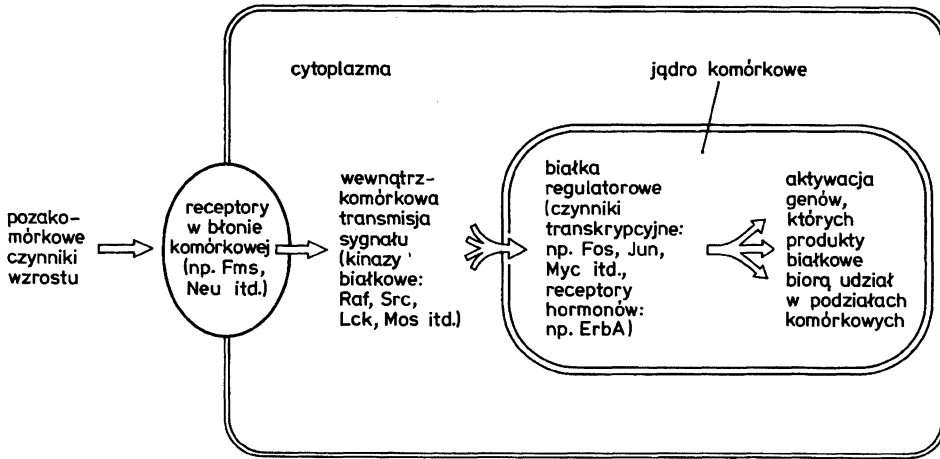 cytoplazma
jądro komórkowe
pozako-
mórkowe
czynniki
wzrostu
receptory
w błonie
komórkowej
(np. Fms,
Neu itd.)
wewnątrz-
komórkowa
transmisja
sygnału
(kinazy
białkowe:
Raf, Src,
Lck, Mos itd.)
białka
regulatorowe
(czynniki
transkrypcyjne:
np. Fos, Jun,
Myc itd.,
receptory
hormonów:
np. ErbA)
aktywacja
genów,
których
produkty
białkowe
biorą udział
w podziałach
komórkowych